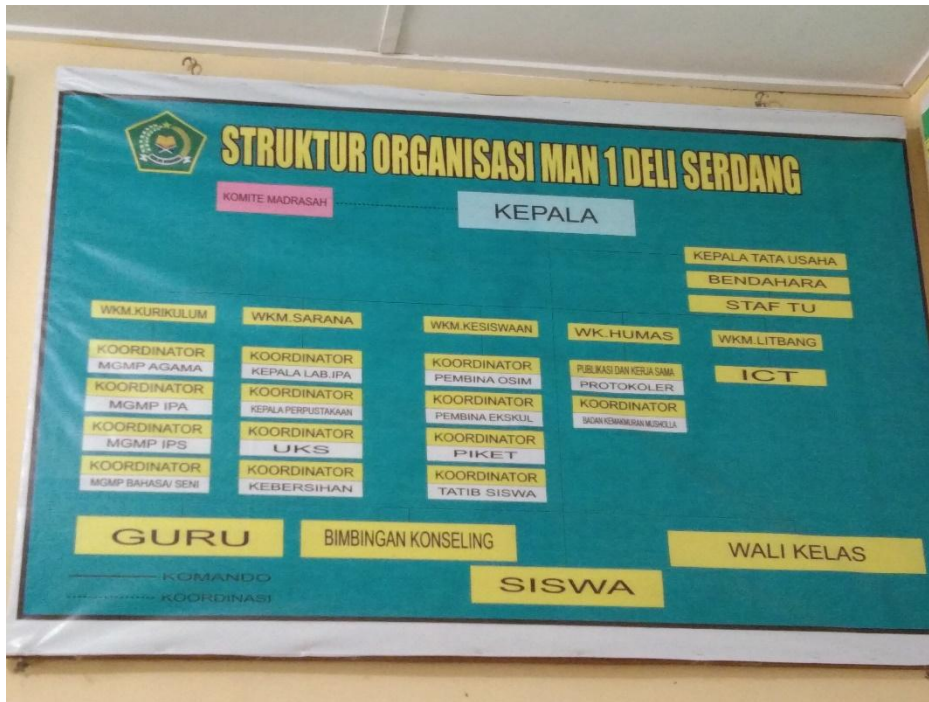 STRUKTUR ORGANISASI MAN 1 DELI SERDANG
KOMITE MADRASAH
KEPALA
KEPALA TATA USAHA
BENDAHARA
STAF TU
WKM.KURIKULUM
KOORDINATOR
MGMP AGAMA
KOORDINATOR
MGMP IPA
KOORDINATOR
MGMP IPS
KOORDINATOR
MGMP BAHASA/ SENI
WKM.SARANA
KOORDINATOR
KEPALA LAB.IPA
KOORDINATOR
KEPALA PERPUSTAKAAN
KOORDINATOR
UKS
KOORDINATOR
KEBERSIHAN
WKM.KESISWAAN
KOORDINATOR
PEMBINA OSIM
KOORDINATOR
PEMBINA EKSKUL
KOORDINATOR
PIKET
KOORDINATOR
TATIB SISWA
WK.HUMAS
PUBLIKASI DAN KERJA SAMA
PROTOKOLER
KOORDINATOR
BADAN KEMAKMURAN MUSHOLLA
WKM.LITBANG
ICT
GURU
BIMBINGAN KONSELING
WALI KELAS
SISWA
KOMANDO
KOORDINASI